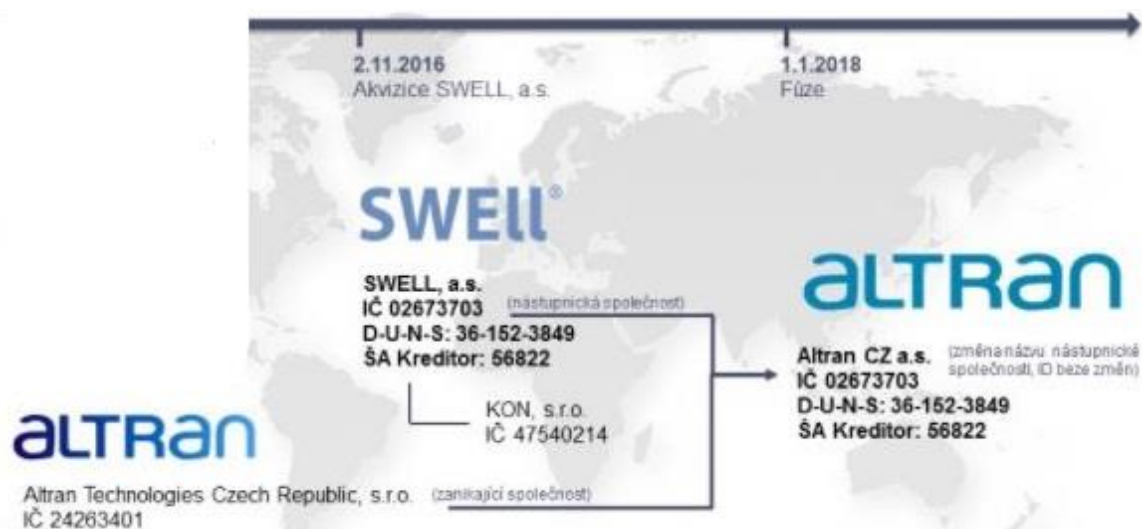 2.11.2016
Akvizice SWELL, a.s.
1.1.2018
Fúze
SWELL®
SWELL, a.s.
IČ 02673703 (nástupnická společnost)
D-U-N-S: 36-152-3849
ŠA Kreditor: 56822
KON, s.r.o.
IČ 47540214
aLTRan
Altran Technologies Czech Republic, s.r.o. (zanikající společnost)
IČ 24263401
aLTRan
Altran CZ a.s. (změna názvu nástupnické
společnosti, ID beze změn)
IČ 02673703
D-U-N-S: 36-152-3849
ŠA Kreditor: 56822